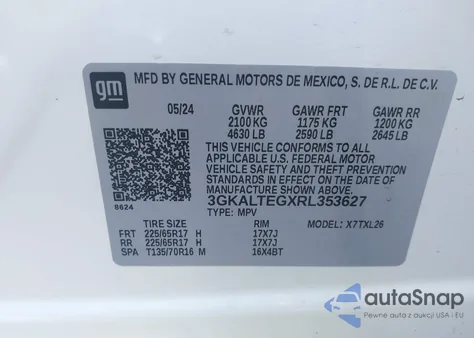 gm
MFD BY GENERAL MOTORS DE MEXICO, S. DE R.L. DE C.V.
05/24 GVWR GAWR FRT GAWR RR
2100 KG 1175 KG 1200 KG
4630 LB 2590 LB 2645 LB
THIS VEHICLE CONFORMS TO ALL
APPLICABLE U.S. FEDERAL MOTOR
VEHICLE SAFETY, BUMPER, AND THEFT
PREVENTION STANDARDS IN EFFECT ON
THE DATE OF MANUFACTURE SHOWN ABOVE.
8624 3GKALTEGXRL353627
TYPE: MPV MODEL: X7TXL26
TIRE SIZE RIM
FRT 225/65R17 H 17X7J
RR 225/65R17 H 17X7J
SPA T135/70R16 M 16X4BT
autoSnap
Pewne auta z USA i EU